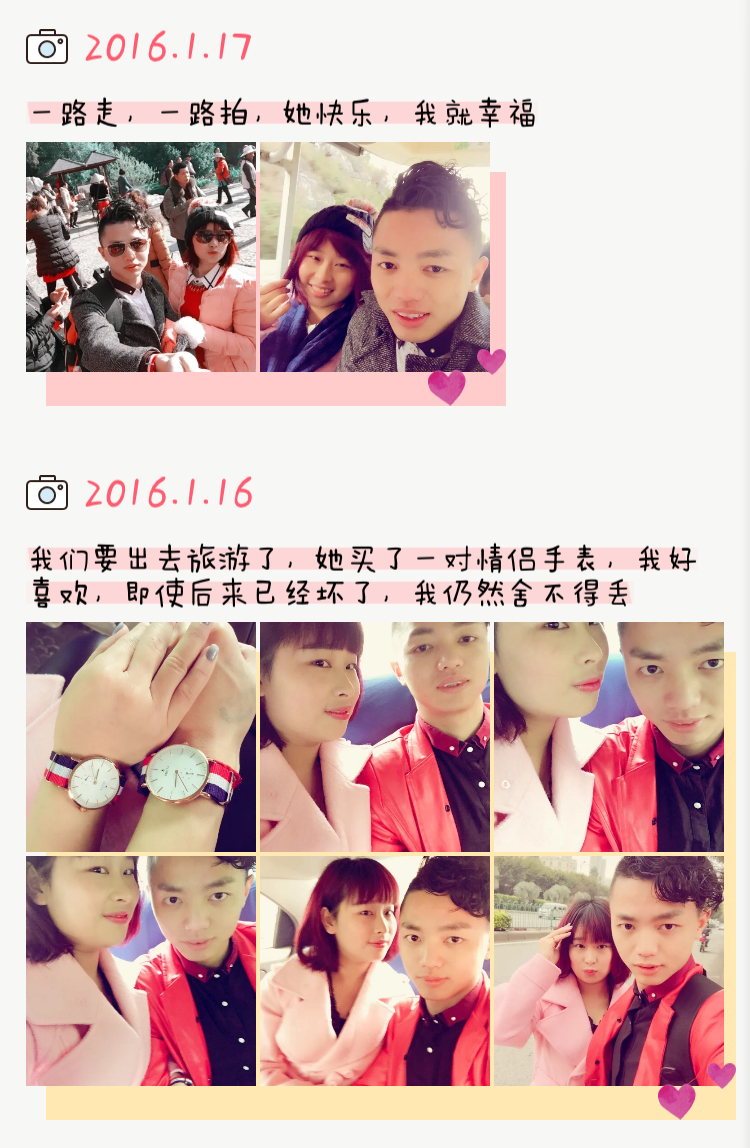 2016.1.17
一路走，一路拍，她快乐，我就幸福
2016.1.16
我们要出去旅游了，她买了一对情侣手表，我好
喜欢，即使后来已经坏了，我仍然舍不得丢